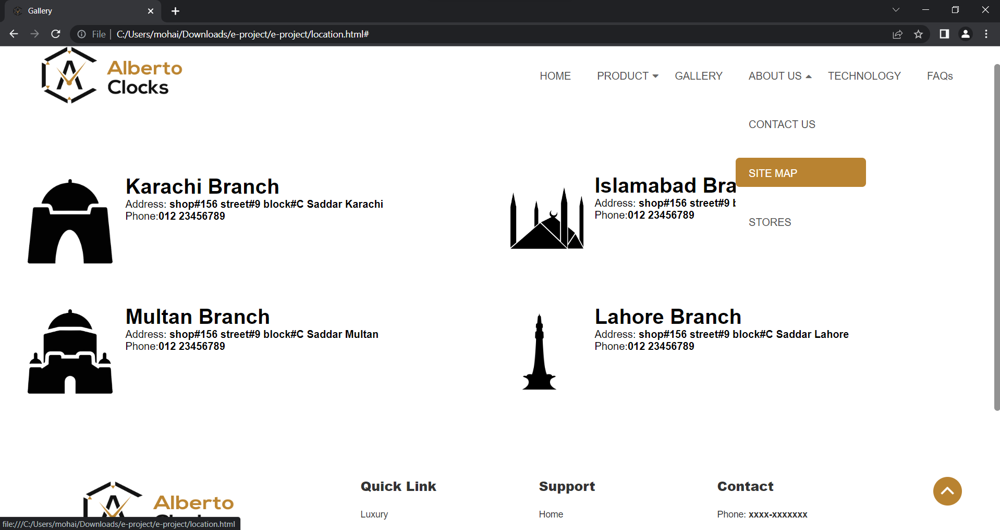 Gallery
File | C:/Users/mohai/Downloads/e-project/e-project/location.html#
Alberto
Clocks
HOME PRODUCT GALLERY ABOUT US TECHNOLOGY FAQs
CONTACT US
SITE MAP
STORES
Karachi Branch
Address: shop#156 street#9 block#C Saddar Karachi
Phone:012 23456789
Islamabad Bra
Address: shop#156 street#9 b
Phone:012 23456789
Multan Branch
Address: shop#156 street#9 block#C Saddar Multan
Phone:012 23456789
Lahore Branch
Address: shop#156 street#9 block#C Saddar Lahore
Phone:012 23456789
Alberto
Quick Link
Luxury
Support
Home
Contact
Phone: xxxx-xxxxxxx
file:///C:/Users/mohai/Downloads/e-project/e-project/location.html